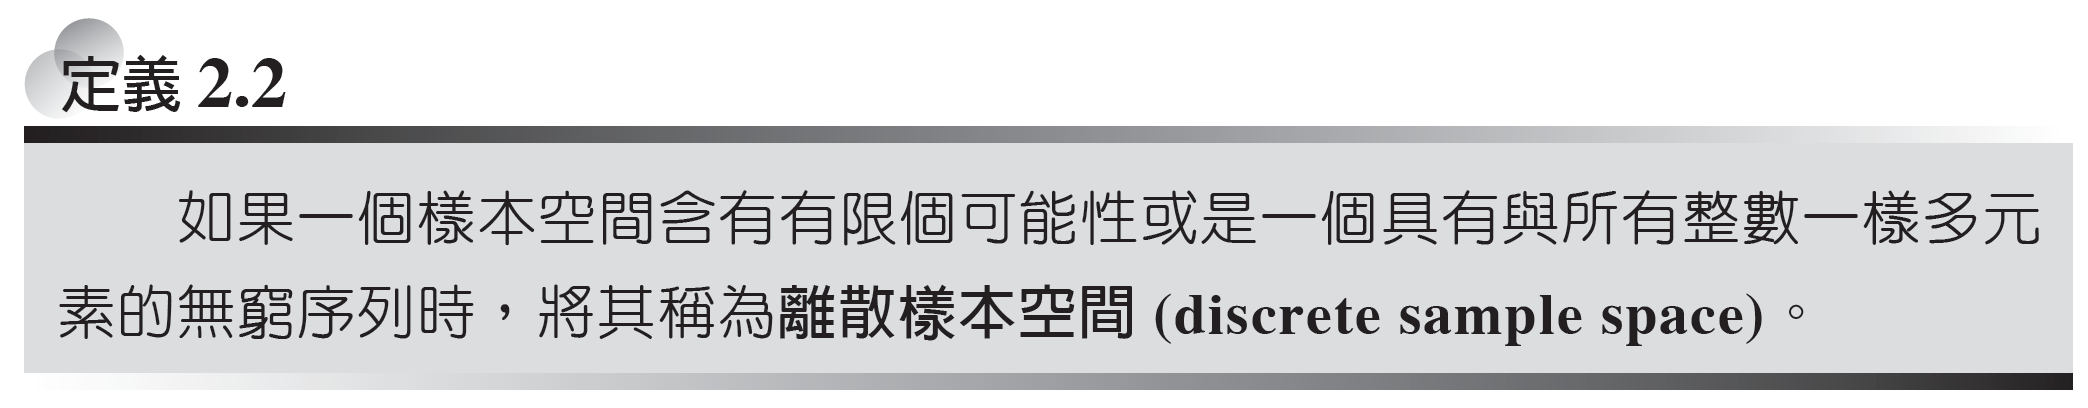 定義 2.2
如果一個樣本空間含有有限個可能性或是一個具有與所有整數一樣多元
素的無窮序列時，將其稱為離散樣本空間 (discrete sample space)。